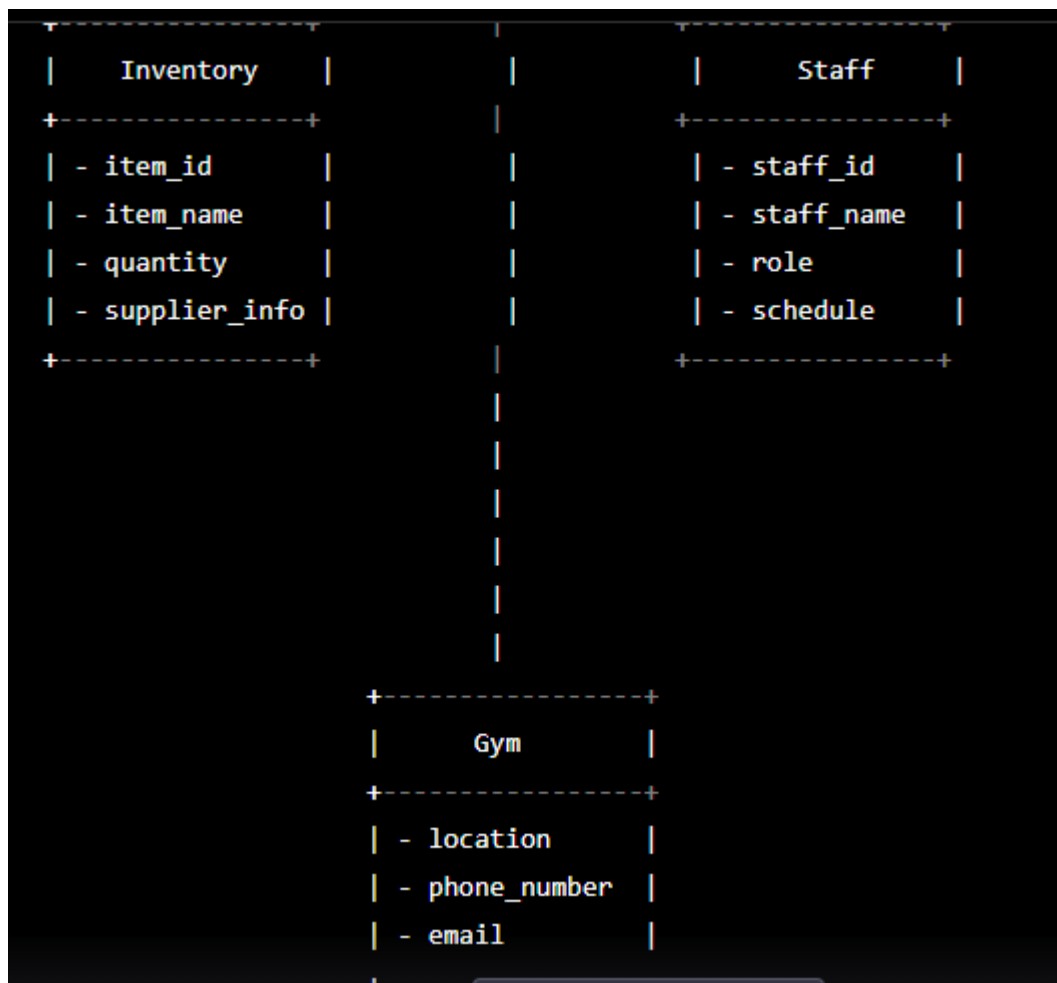 Inventory
Staff
- item_id
- item_name
- quantity
- supplier_info
- staff_id
- staff_name
- role
- schedule
Gym
- location
- phone_number
- email